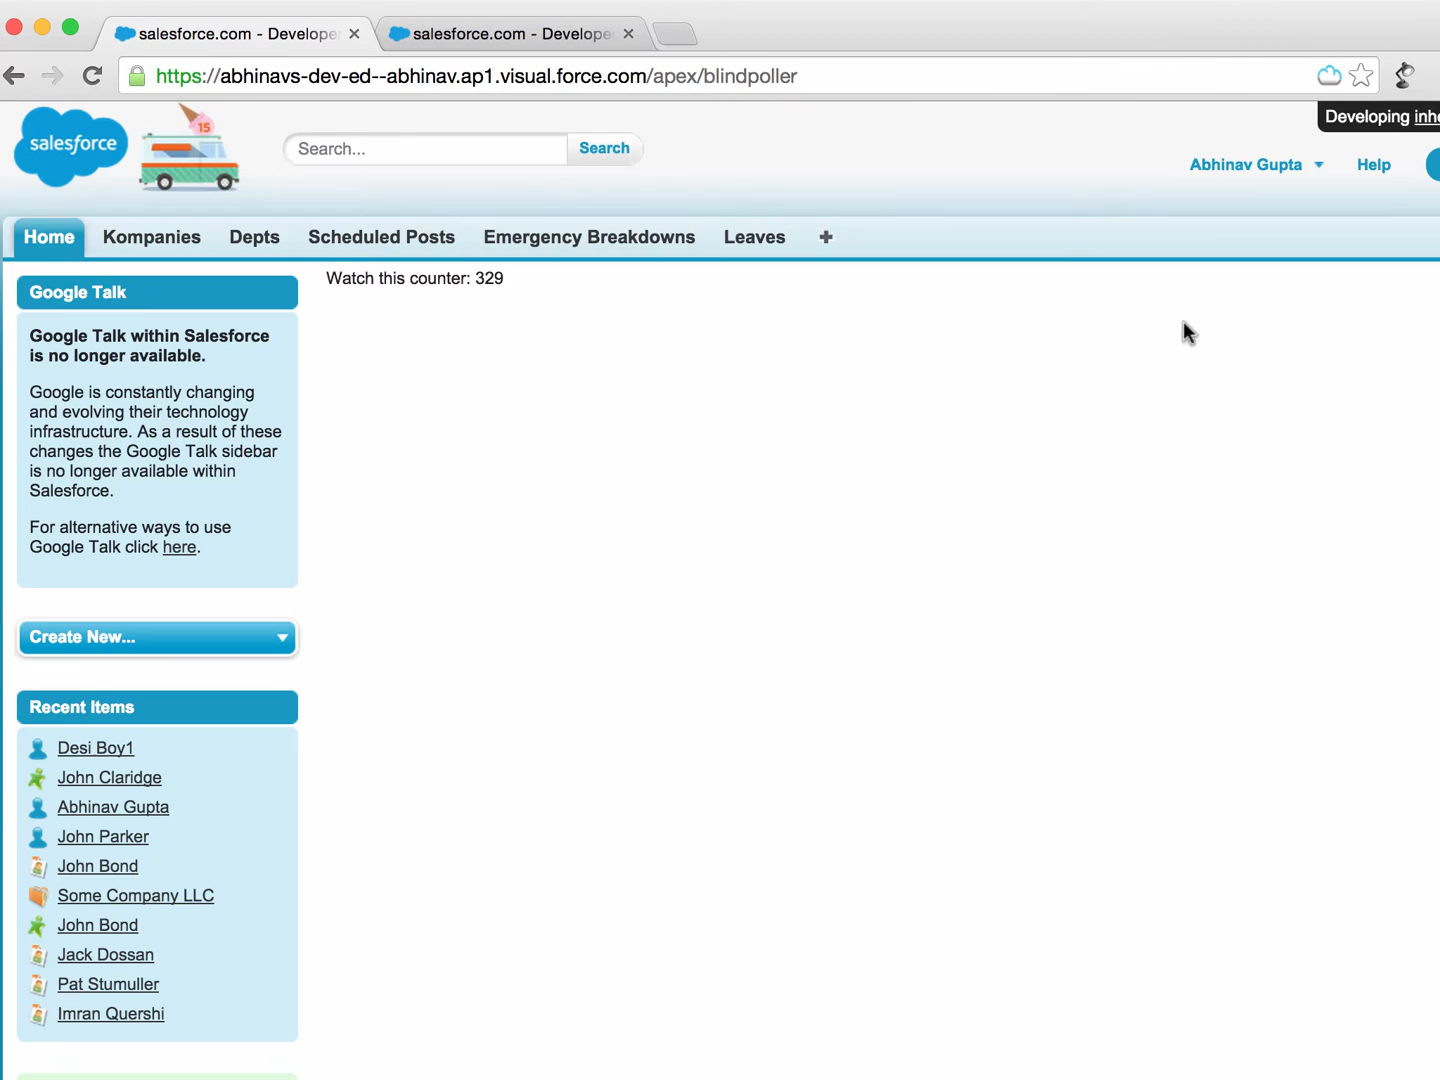 salesforce.com - Develope
salesforce.com - Develope
https://abhinavs-dev-ed--abhinav.ap1.visual.force.com/apex/blindpoller
salesforce
15
Search...
Search
Developing inhe
Abhinav Gupta
Help
Home
Kompanies
Depts
Scheduled Posts
Emergency Breakdowns
Leaves
Google Talk
Watch this counter: 329
Google Talk within Salesforce
is no longer available.
Google is constantly changing
and evolving their technology
infrastructure. As a result of these
changes the Google Talk sidebar
is no longer available within
Salesforce.
For alternative ways to use
Google Talk click here.
Create New...
Recent Items
Desi Boy1
John Claridge
Abhinav Gupta
John Parker
John Bond
Some Company LLC
John Bond
Jack Dossan
Pat Stumuller
Imran Quershi